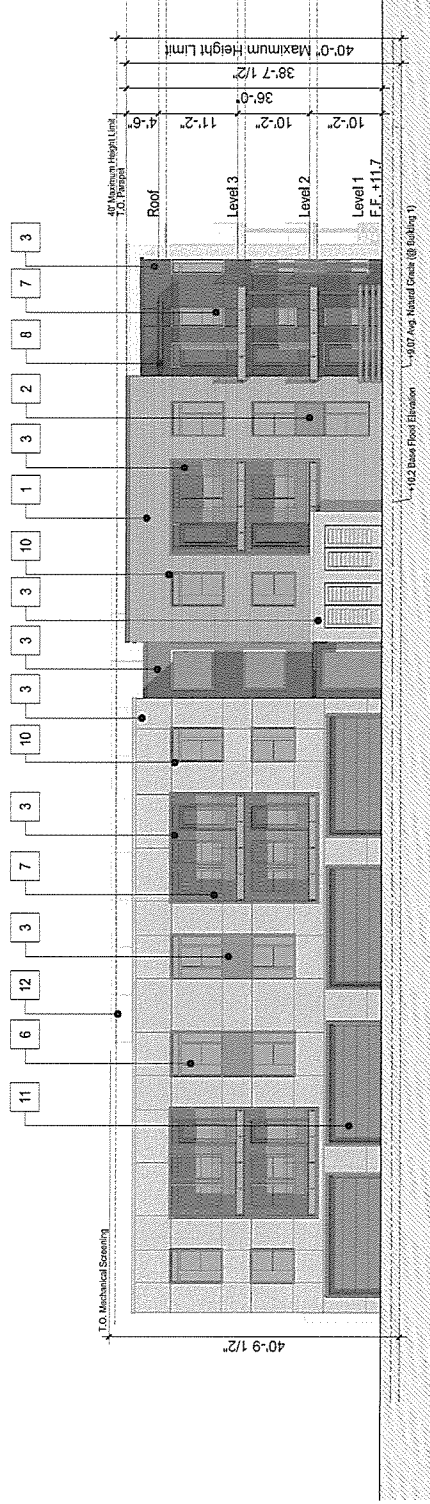 11
6
12
3
7
3
10
3
3
3
10
1
3
2
8
7
3
T.O. Mechanical Screening
40'-9 1/2"
40' Maximum Height Limit
T.O. Parapet
Roof
Level 3
Level 2
Level 1
F.F. +11.7
4'-6"
11'-2"
10'-2"
10'-2"
36'-0"
38'-7 1/2"
40'-0" Maximum Height Limit
+10.2 Base Flood Elevation
+9.07 Avg. Natural Grade (@ Building 1)